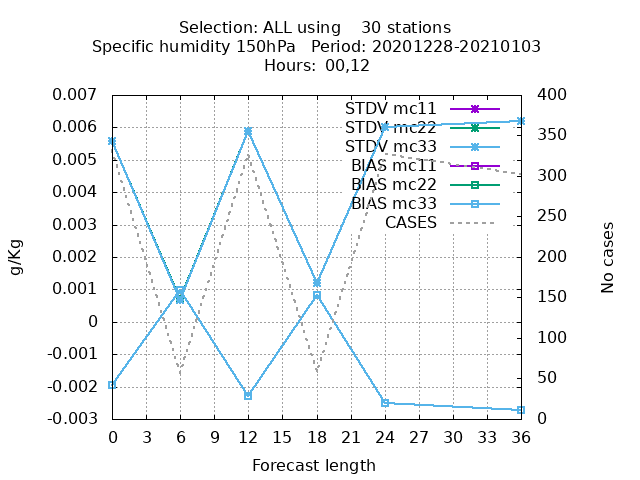 Selection: ALL using 30 stations
Specific humidity 150hPa Period: 20201228-20210103
Hours: 00,12
0.007
0.006
0.005
0.004
0.003
0.002
0.001
0
-0.001
-0.002
-0.003
g/Kg
STDV mc11
STDV mc22
STDV mc33
BIAS mc11
BIAS mc22
BIAS mc33
CASES
400
350
300
250
200
150
100
50
0
No cases
0 3 6 9 12 15 18 21 24 27 30 33 36
Forecast length